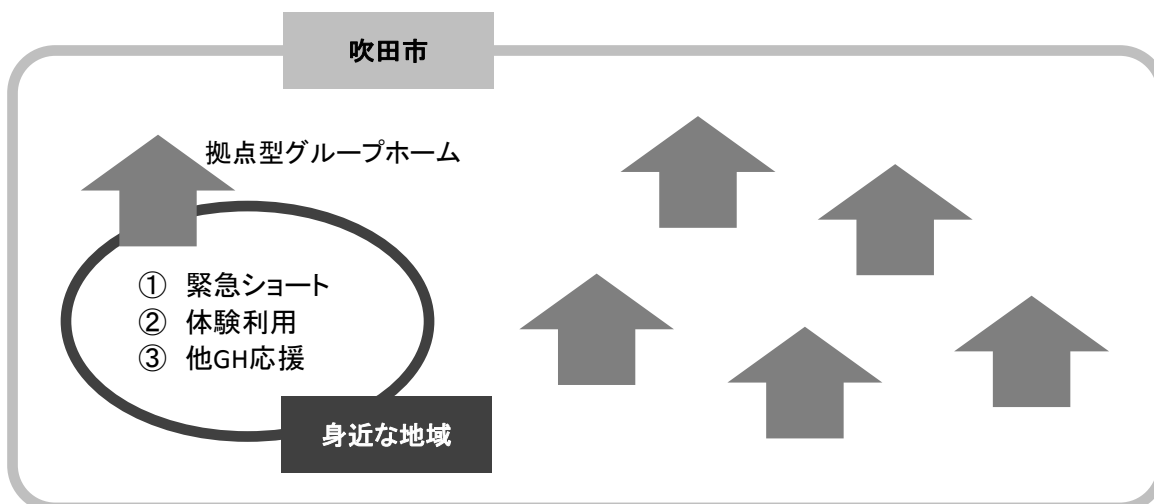 吹田市
拠点型グループホーム
① 緊急ショート
② 体験利用
③ 他GH応援
身近な地域